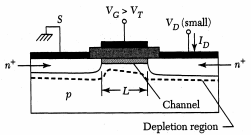 S
V_G > V_T
V_D (small)
I_D
n⁺
n⁺
p
L
Channel
Depletion region